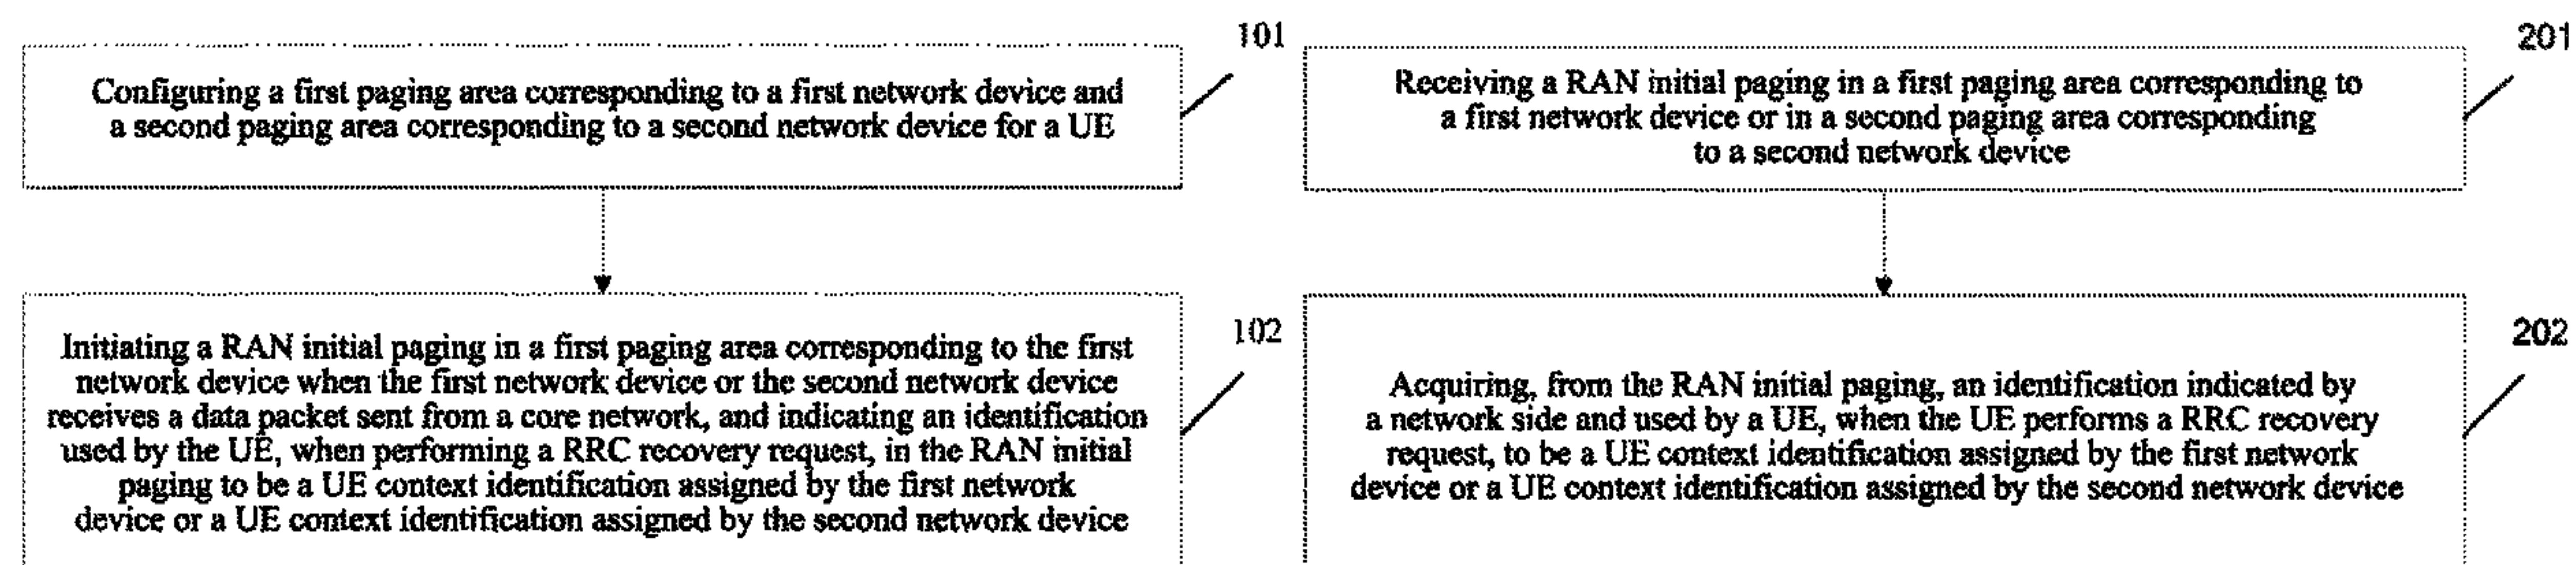 101
Configuring a first paging area corresponding to a first network device and
a second paging area corresponding to a second network device for a UE
102
Initiating a RAN initial paging in a first paging area corresponding to the first
network device when the first network device or the second network device
receives a data packet sent from a core network, and indicating an identification
used by the UE, when performing a RRC recovery request, in the RAN initial
paging to be a UE context identification assigned by the first network
device or a UE context identification assigned by the second network device
201
Receiving a RAN initial paging in a first paging area corresponding to
a first network device or in a second paging area corresponding
to a second network device
202
Acquiring, from the RAN initial paging, an identification indicated by
a network side and used by a UE, when the UE performs a RRC recovery
request, to be a UE context identification assigned by the first network
device or a UE context identification assigned by the second network device